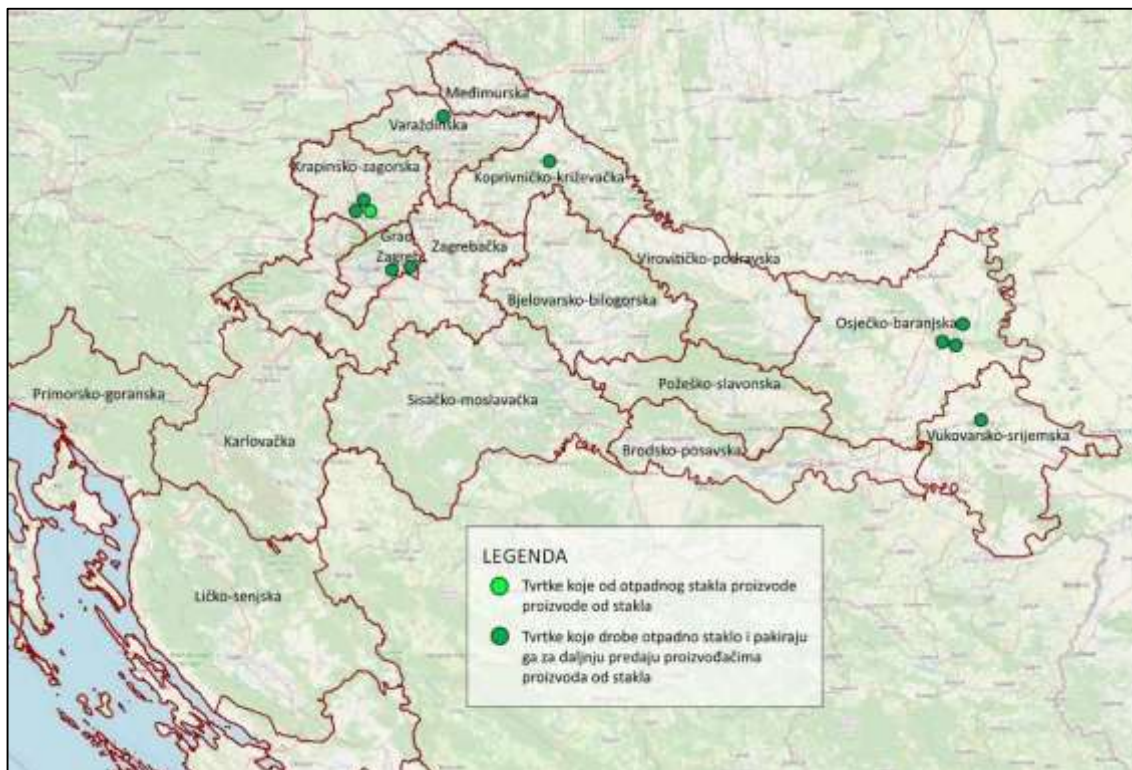 Međimurska
Varaždinska
Krapinsko-zagorska
Koprivničko-križevačka
Grad
Zagreb
Zagrebačka
Virovitičko-podravska
Bjelovarsko-bilogorska
Osječko-baranjska
Primorsko-goranska
Karlovačka
Sisačko-moslavačka
Požeško-slavonska
Brodsko-posavska
Vukovarsko-srijemska
Ličko-senjska
LEGENDA
Tvrtke koje od otpadnog stakla proizvode
proizvode od stakla
Tvrtke koje drobe otpadno staklo i pakiraju
ga za daljnju predaju proizvođačima
proizvoda od stakla